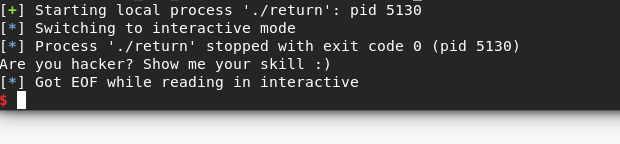 [+] Starting local process './return': pid 5130
[*] Switching to interactive mode
[*] Process './return' stopped with exit code 0 (pid 5130)
Are you hacker? Show me your skill :)
[*] Got EOF while reading in interactive
$